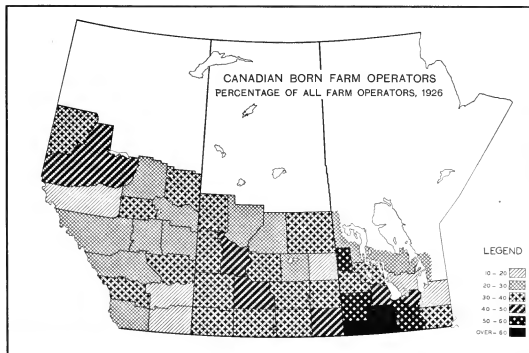 CANADIAN BORN FARM OPERATORS
PERCENTAGE OF ALL FARM OPERATORS, 1926
LEGEND
10 - 20
20 - 30
30 - 40
40 - 50
50 - 60
OVER - 60